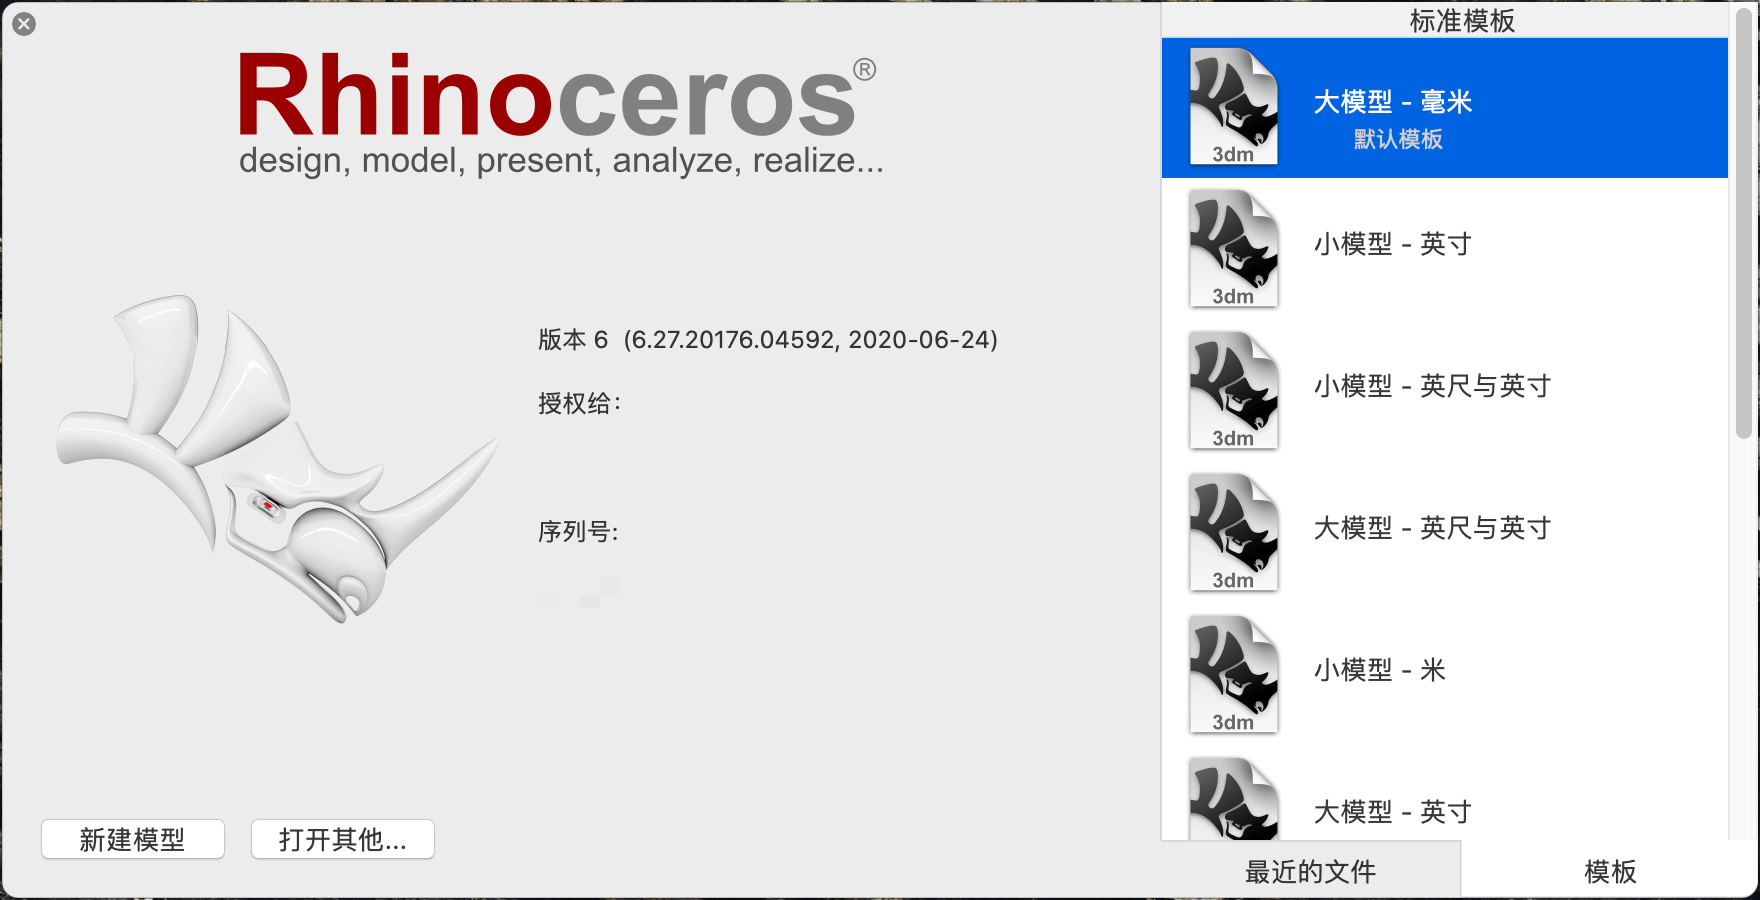 Rhinoceros®
design, model, present, analyze, realize...
版本 6 (6.27.20176.04592, 2020-06-24)
授权给:
序列号:
新建模型
打开其他...
标准模板
3dm
大模型 - 毫米
默认模板
3dm
小模型 - 英寸
3dm
小模型 - 英尺与英寸
3dm
大模型 - 英尺与英寸
3dm
小模型 - 米
大模型 - 英寸
最近的文件
模板